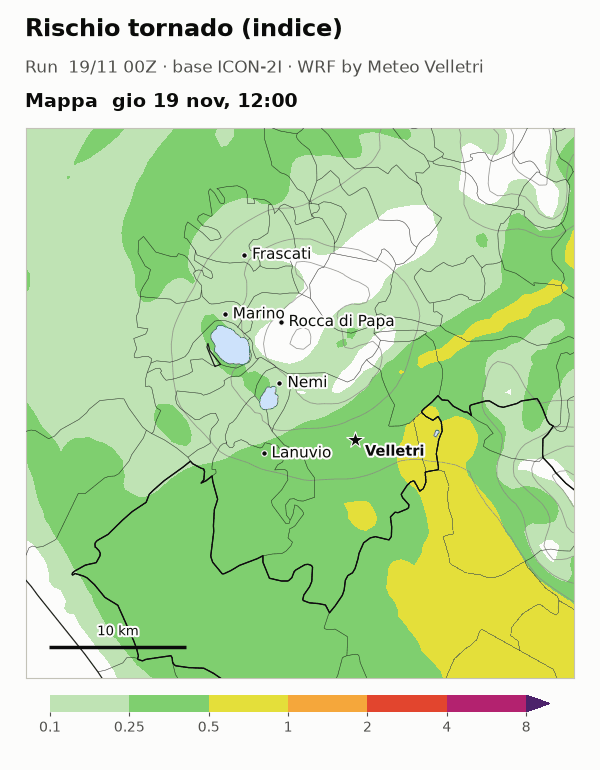 Rischio tornado (indice)
Run  19/11 00Z · base ICON-2I · WRF by Meteo Velletri
Mappa  gio 19 nov, 12:00
Frascati
Marino
Rocca di Papa
Nemi
Velletri
Lanuvio
10 km
0.1 0.25 0.5 1 2 4 8